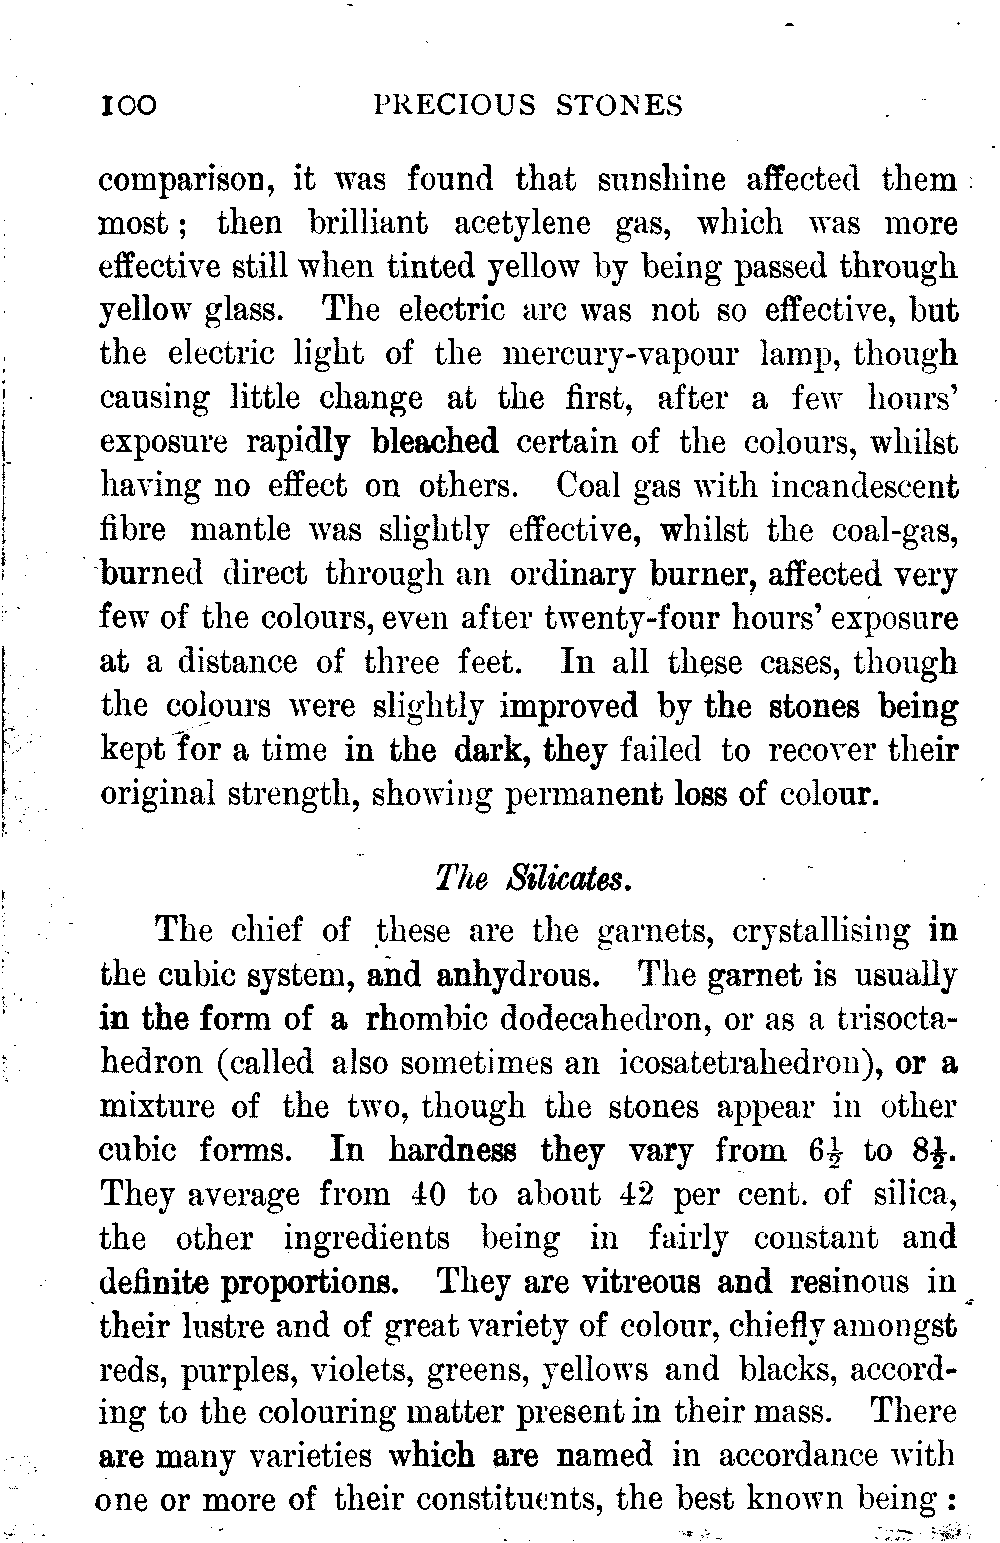 100 PRECIOUS STONES
comparison, it was found that sunshine affected them
most; then brilliant acetylene gas, which was more
effective still when tinted yellow by being passed through
yellow glass. The electric arc was not so effective, but
the electric light of the mercury-vapour lamp, though
causing little change at the first, after a few hours’
exposure rapidly bleached certain of the colours, whilst
having no effect on others. Coal gas with incandescent
fibre mantle was slightly effective, whilst the coal-gas,
burned direct through an ordinary burner, affected very
few of the colours, even after twenty-four hours’ exposure
at a distance of three feet. In all these cases, though
the colours were slightly improved by the stones being
kept for a time in the dark, they failed to recover their
original strength, showing permanent loss of colour.
The Silicates.
The chief of these are the garnets, crystallising in
the cubic system, and anhydrous. The garnet is usually
in the form of a rhombic dodecahedron, or as a trisocta-
hedron (called also sometimes an icosatetrahedron), or a
mixture of the two, though the stones appear in other
cubic forms. In hardness they vary from 6½ to 8½.
They average from 40 to about 42 per cent. of silica,
the other ingredients being in fairly constant and
definite proportions. They are vitreous and resinous in
their lustre and of great variety of colour, chiefly amongst
reds, purples, violets, greens, yellows and blacks, accord-
ing to the colouring matter present in their mass. There
are many varieties which are named in accordance with
one or more of their constituents, the best known being: